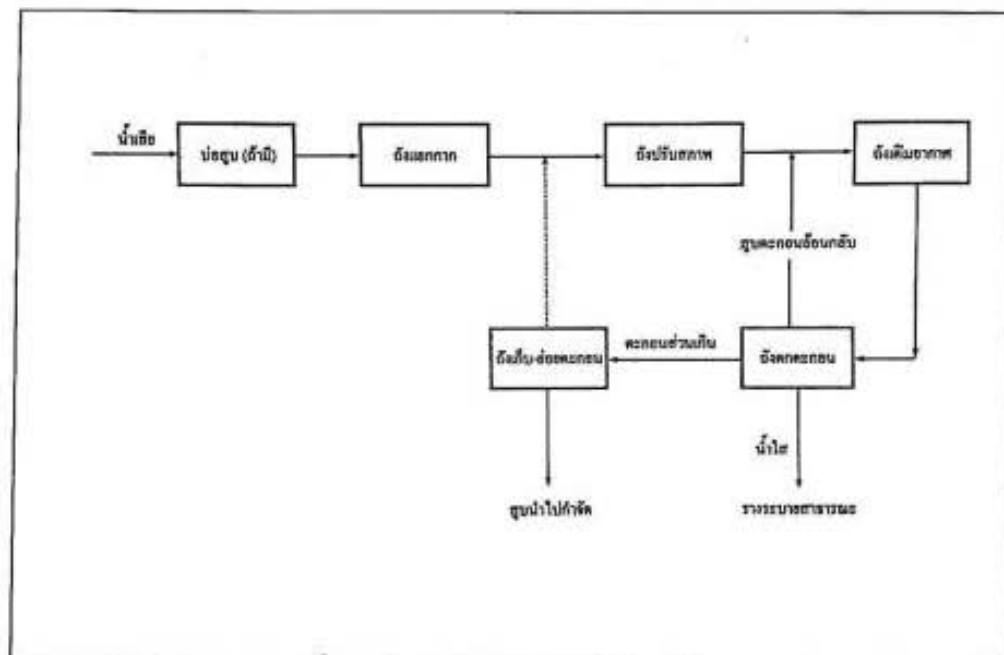 น้ำเสีย
บ่อสูบ (ถ้ามี)
ถังแยกกาก
ถังปรับสภาพ
ถังเติมอากาศ
สูบตะกอนย้อนกลับ
ถังเก็บ-ย่อยตะกอน
ตะกอนส่วนเกิน
ถังตกตะกอน
น้ำใส
สูบนำไปกำจัด
รางระบายสาธารณะ